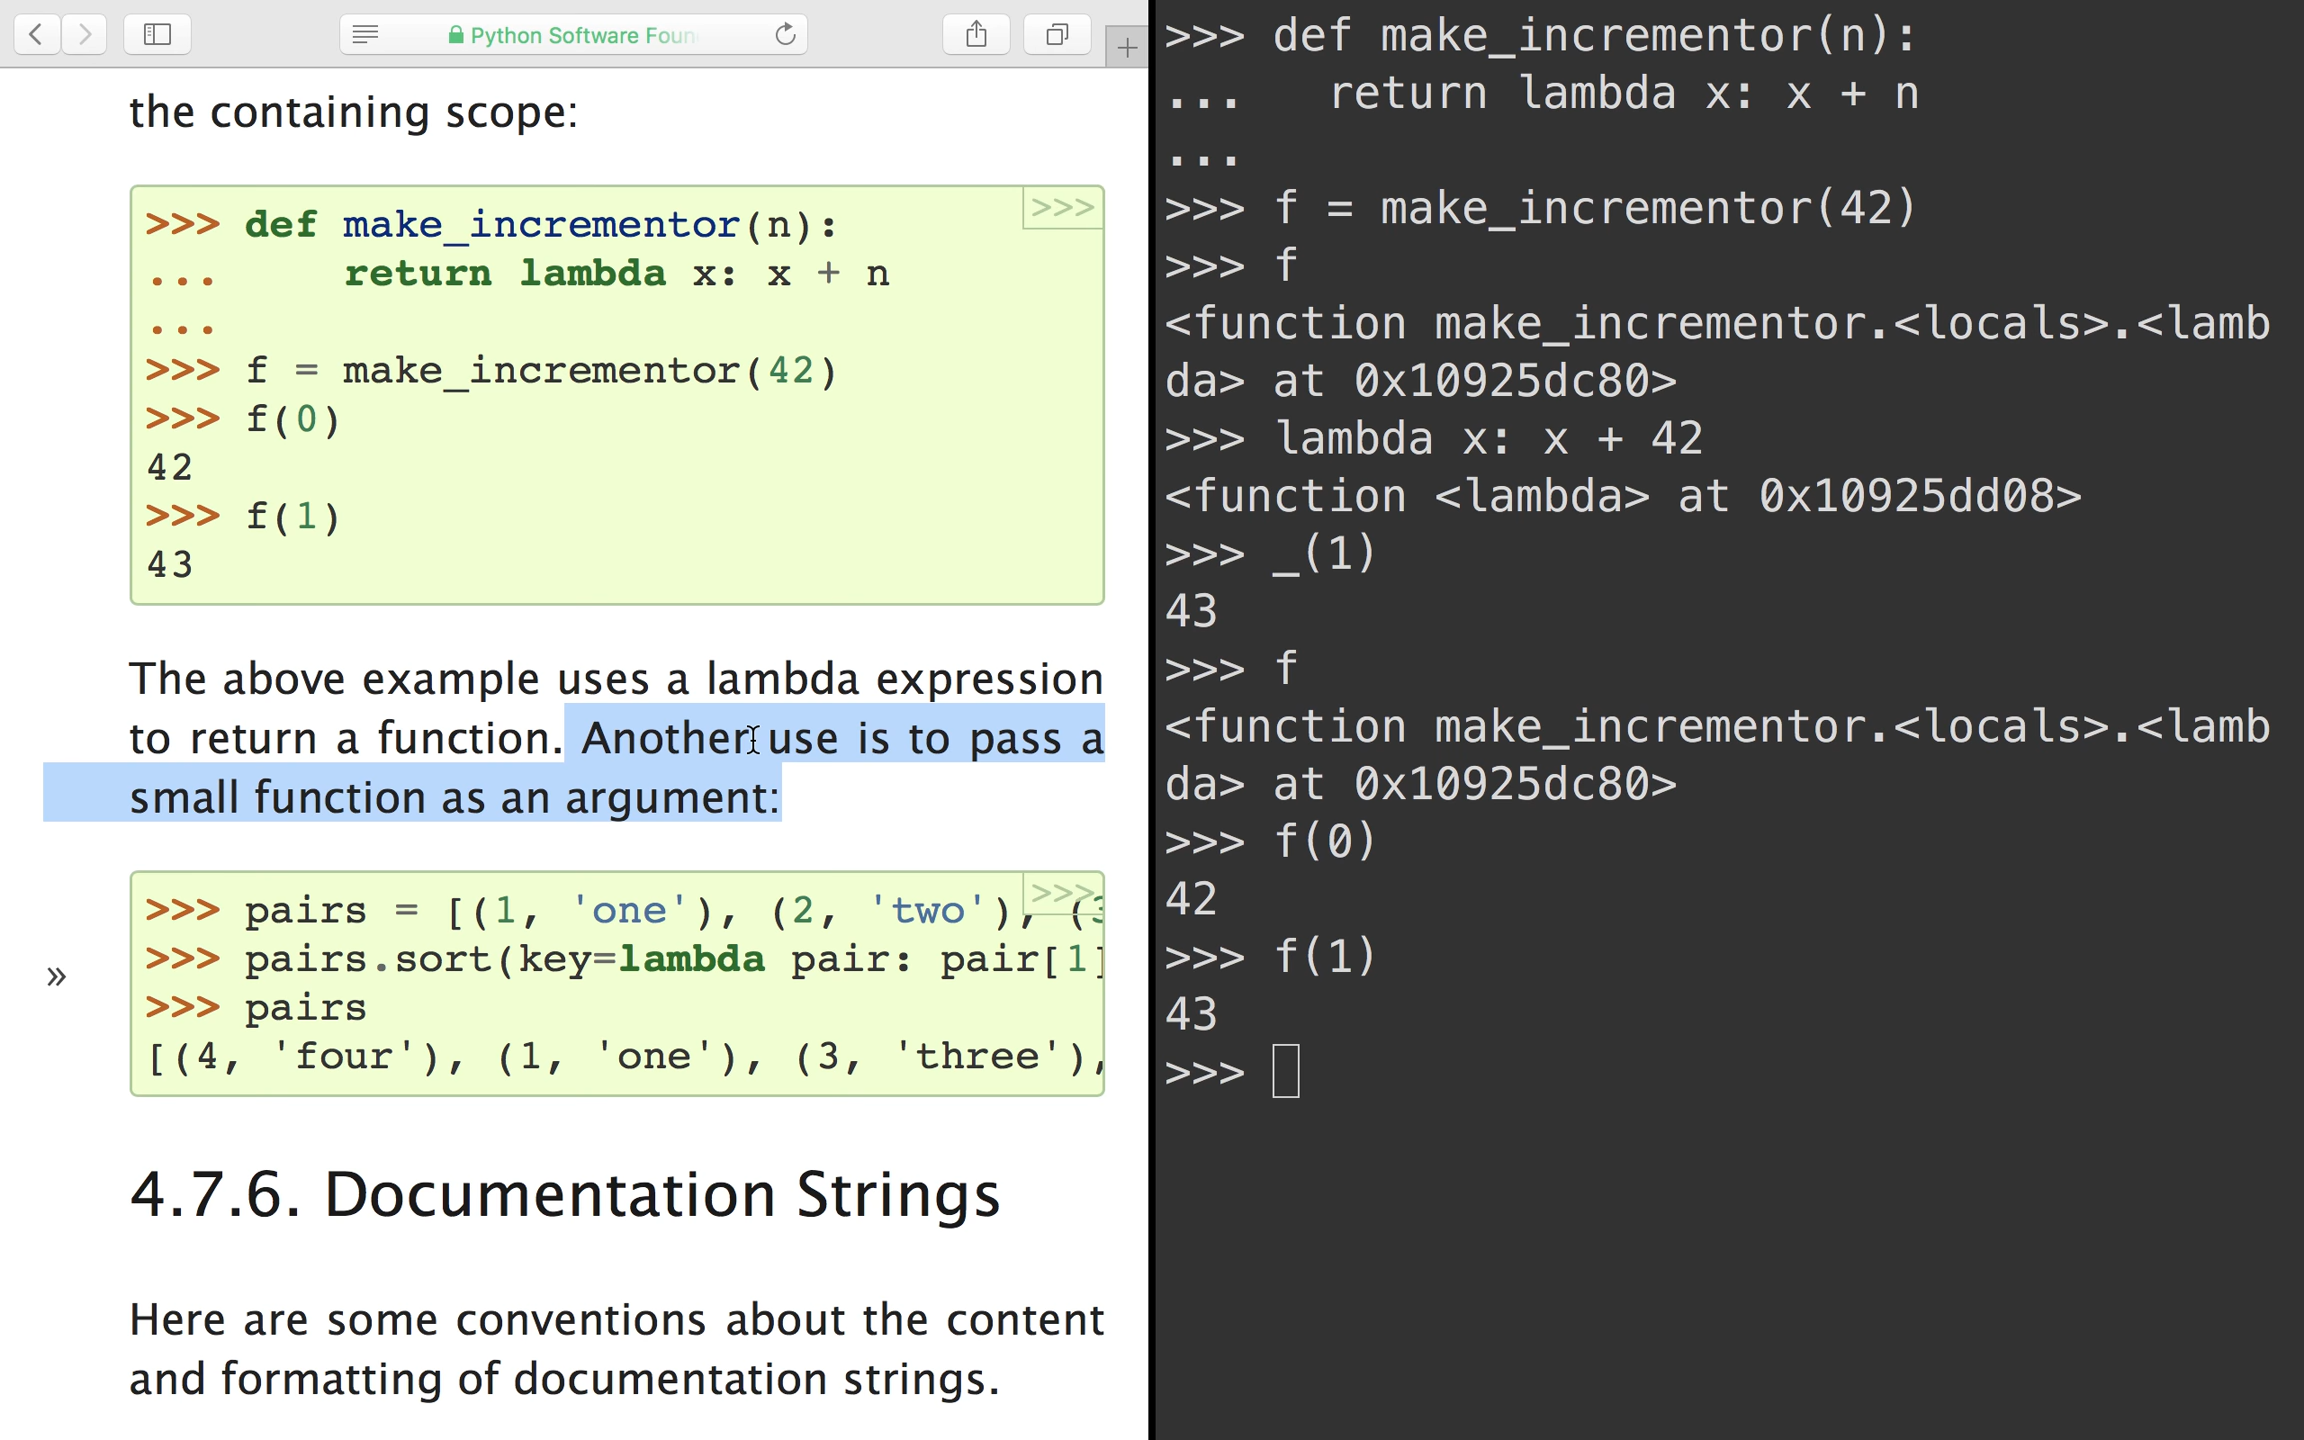 Python Software Foun
the containing scope:
>>>
>>> def make_incrementor(n):
...     return lambda x: x + n
...
>>> f = make_incrementor(42)
>>> f(0)
42
>>> f(1)
43
The above example uses a lambda expression
to return a function. Another use is to pass a
small function as an argument:
>>>
>>> pairs = [(1, 'one'), (2, 'two'), (3
>>> pairs.sort(key=lambda pair: pair[1]
>>> pairs
[(4, 'four'), (1, 'one'), (3, 'three'),
»
4.7.6. Documentation Strings
Here are some conventions about the content
and formatting of documentation strings.
>>> def make_incrementor(n):
...   return lambda x: x + n
...
>>> f = make_incrementor(42)
>>> f
<function make_incrementor.<locals>.<lamb
da> at 0x10925dc80>
>>> lambda x: x + 42
<function <lambda> at 0x10925dd08>
>>> _(1)
43
>>> f
<function make_incrementor.<locals>.<lamb
da> at 0x10925dc80>
>>> f(0)
42
>>> f(1)
43
>>>